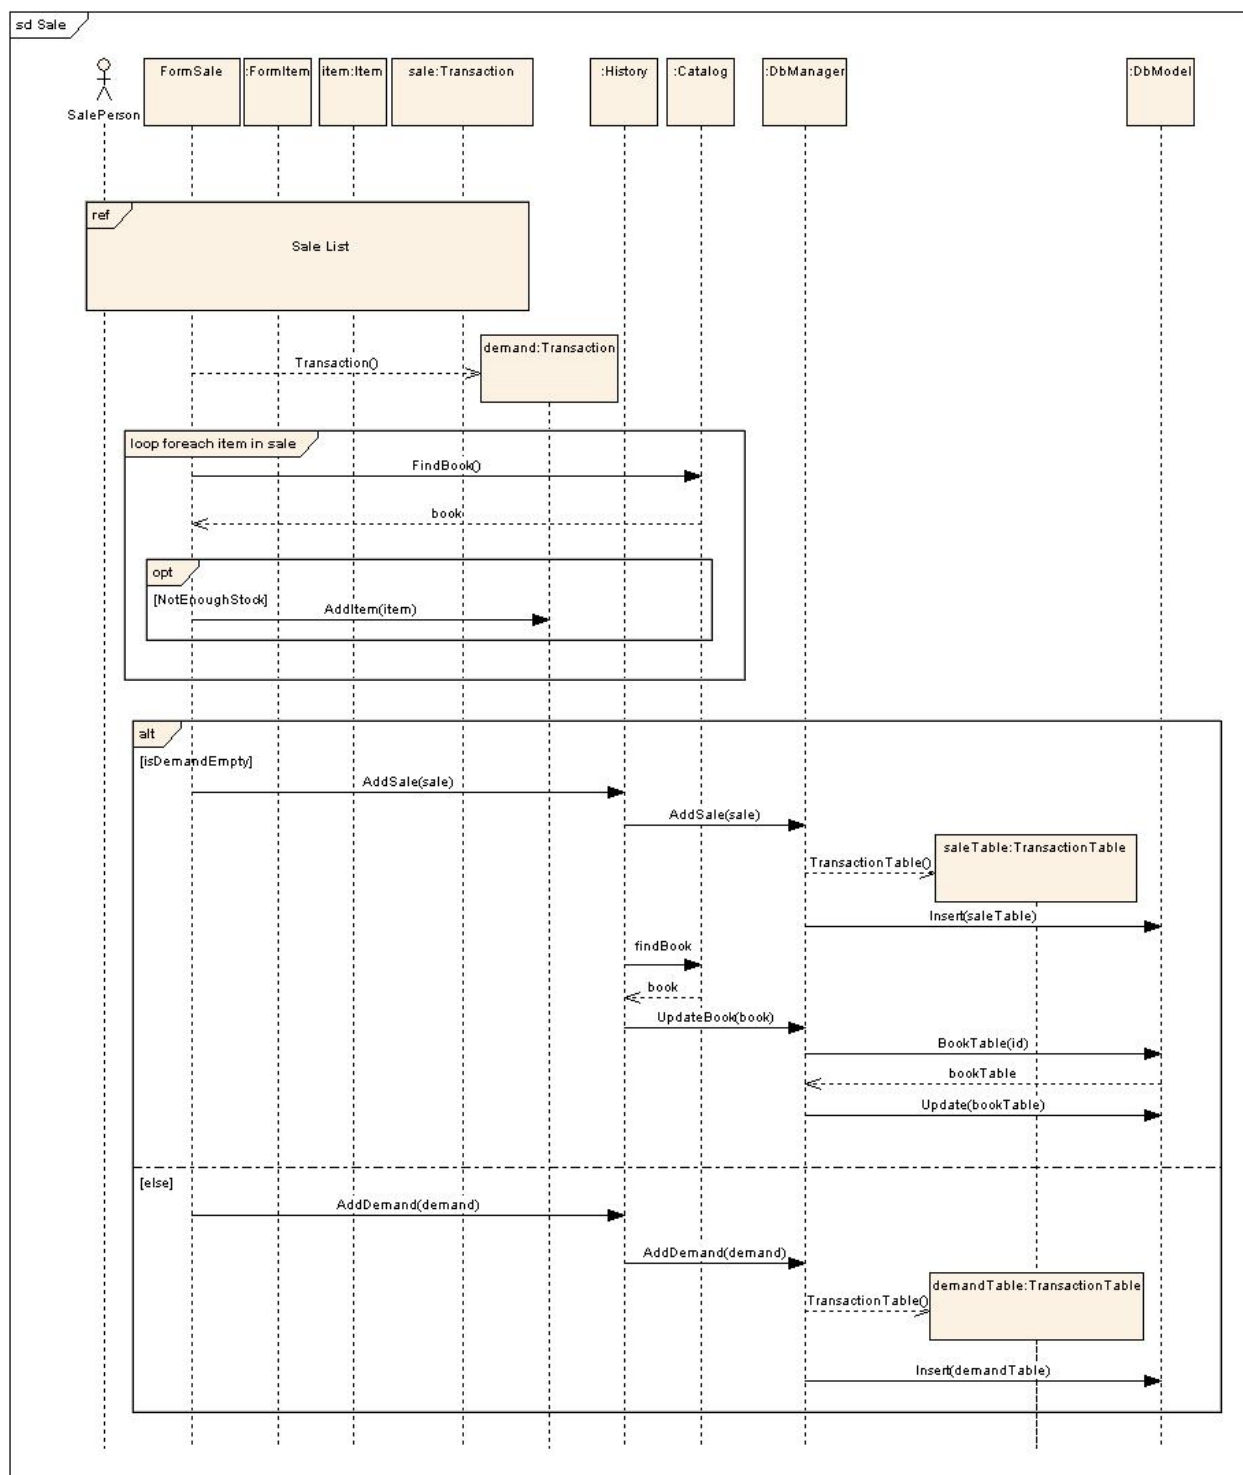 sd Sale
SalePerson
FormSale
:FormItem
item:Item
sale:Transaction
:History
:Catalog
:DbManager
:DbModel
ref
Sale List
demand:Transaction
Transaction()
loop foreach item in sale
FindBook()
book
opt
[NotEnoughStock]
AddItem(item)
alt
[isDemandEmpty]
AddSale(sale)
AddSale(sale)
saleTable:TransactionTable
TransactionTable()
Insert(saleTable)
findBook
book
UpdateBook(book)
BookTable(id)
bookTable
Update(bookTable)
[else]
AddDemand(demand)
AddDemand(demand)
demandTable:TransactionTable
TransactionTable()
Insert(demandTable)